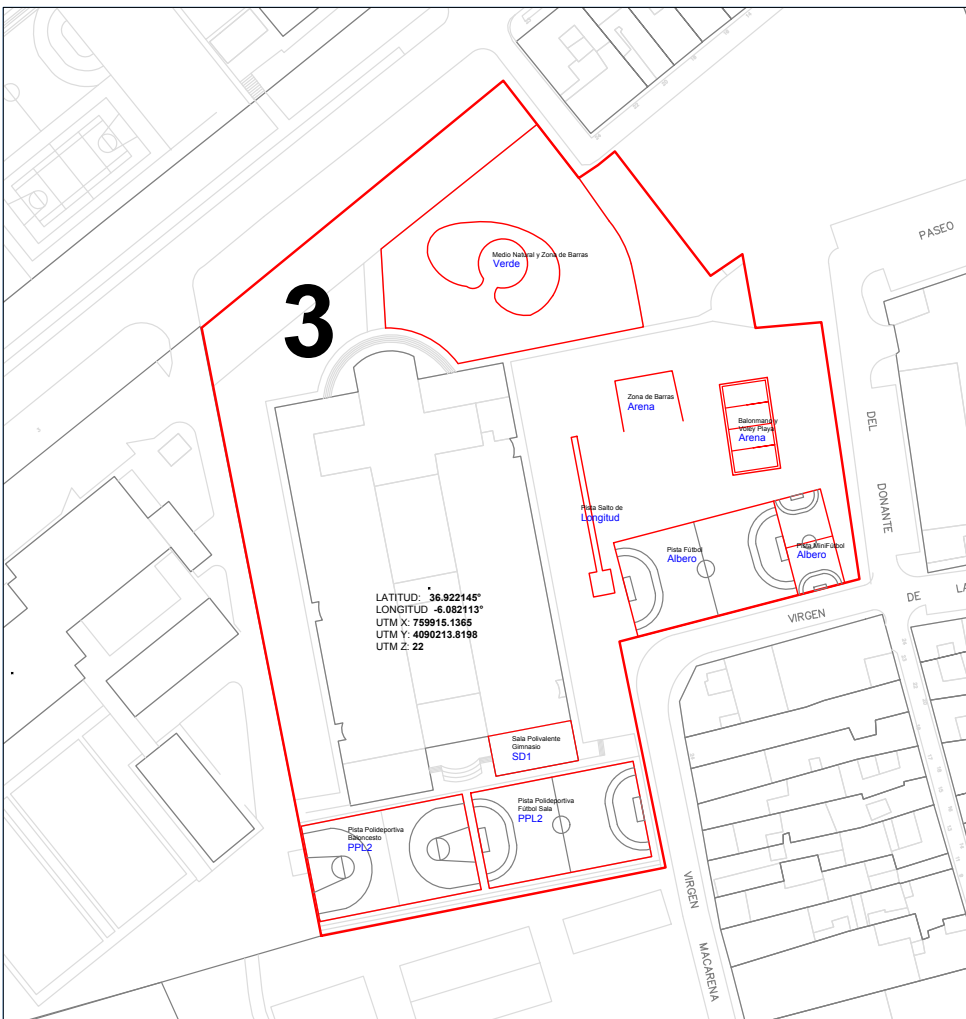 PASEO
Medio Natural y Zona de Barras
Verde
3
Zona de Barras
Arena
Balonmano y
Voley Playa
Arena
DEL
DONANTE
Pista Salto de
Longitud
Pista Fútbol
Albero
Pista MiniFútbol
Albero
VIRGEN
DE
LA
LATITUD: 36.922145°
LONGITUD -6.082113°
UTM X: 759915.1365
UTM Y: 4090213.8198
UTM Z: 22
Sala Polivalente
Gimnasio
SD1
Pista Polideportiva
Fútbol Sala
PPL2
Pista Polideportiva
Baloncesto
PPL2
VIRGEN
MACARENA